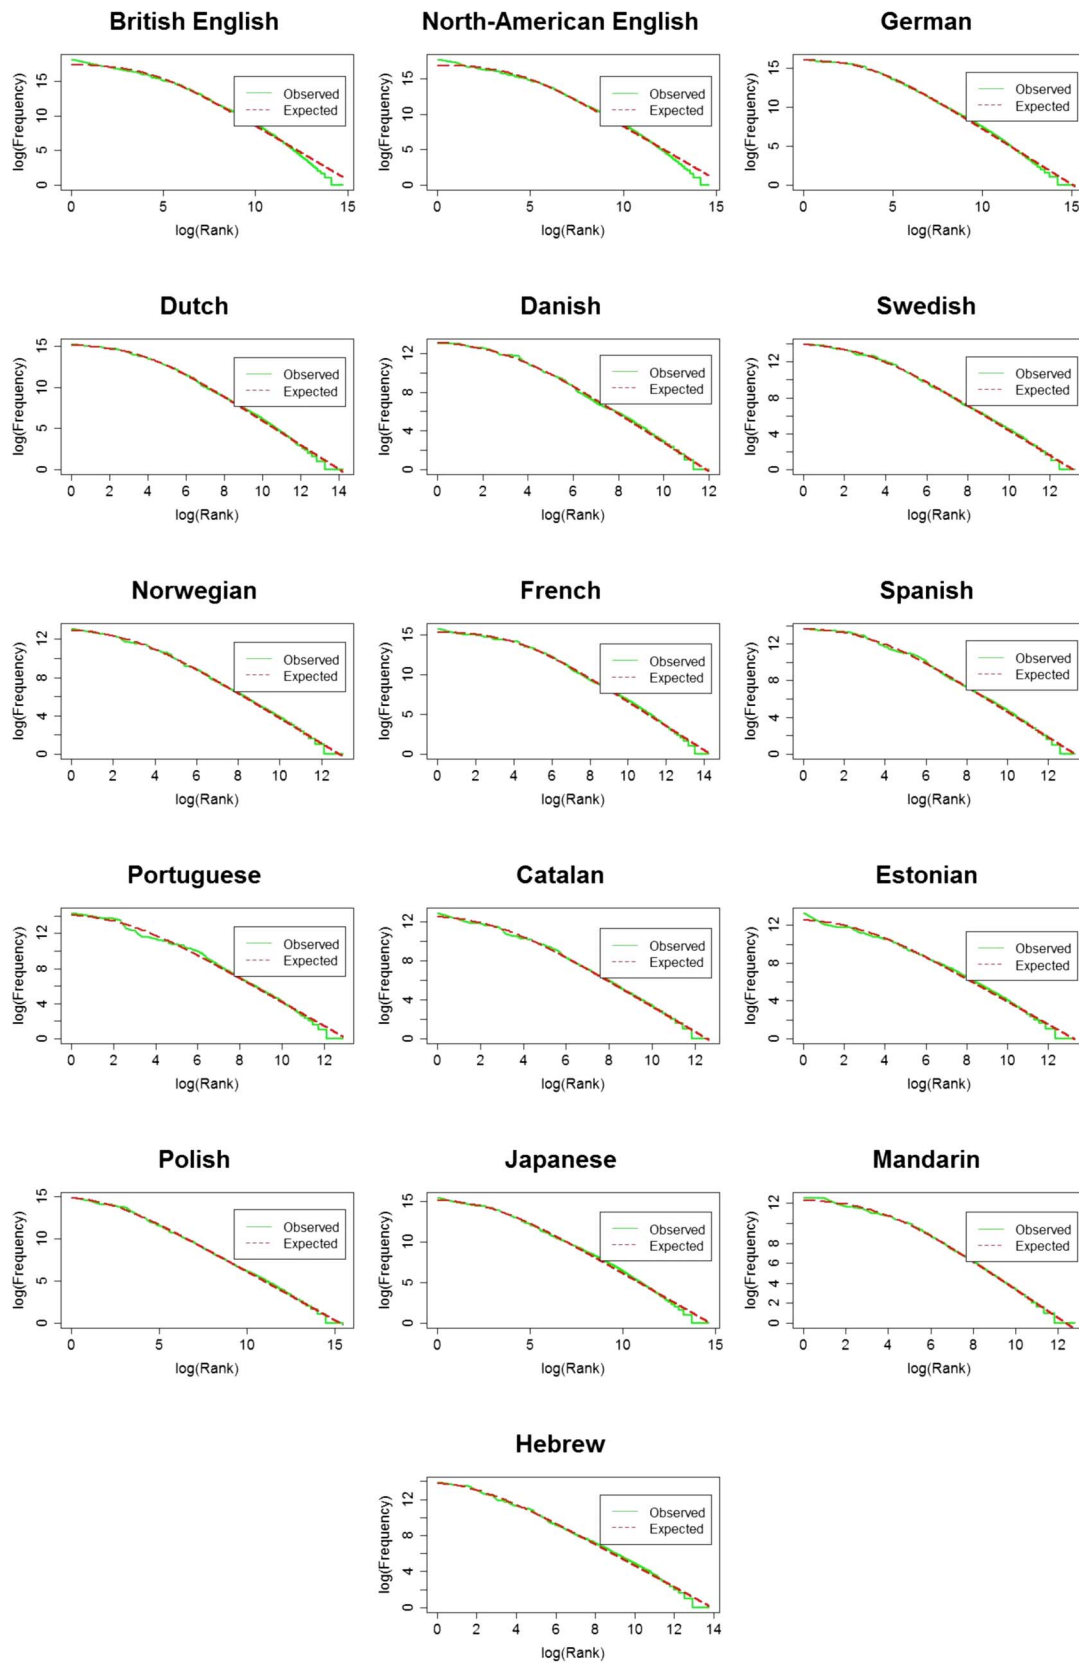 British English
North-American English
German
log(Frequency)
15
10
5
0
Observed
Expected
0 5 10 15
log(Rank)
log(Frequency)
15
10
5
0
Observed
Expected
0 5 10 15
log(Rank)
log(Frequency)
15
10
5
0
Observed
Expected
0 5 10 15
log(Rank)
Dutch
Danish
Swedish
log(Frequency)
15
10
5
0
Observed
Expected
0 2 4 6 8 10 12 14
log(Rank)
log(Frequency)
12
8
4
0
Observed
Expected
0 2 4 6 8 10 12
log(Rank)
log(Frequency)
12
8
4
0
Observed
Expected
0 2 4 6 8 10 12
log(Rank)
Norwegian
French
Spanish
log(Frequency)
12
8
4
0
Observed
Expected
0 2 4 6 8 10 12
log(Rank)
log(Frequency)
15
10
5
0
Observed
Expected
0 2 4 6 8 10 12 14
log(Rank)
log(Frequency)
12
8
4
0
Observed
Expected
0 2 4 6 8 10 12
log(Rank)
Portuguese
Catalan
Estonian
log(Frequency)
12
8
4
0
Observed
Expected
0 2 4 6 8 10 12
log(Rank)
log(Frequency)
12
8
4
0
Observed
Expected
0 2 4 6 8 10 12
log(Rank)
log(Frequency)
12
8
4
0
Observed
Expected
0 2 4 6 8 10 12
log(Rank)
Polish
Japanese
Mandarin
log(Frequency)
15
10
5
0
Observed
Expected
0 5 10 15
log(Rank)
log(Frequency)
15
10
5
0
Observed
Expected
0 5 10 15
log(Rank)
log(Frequency)
12
8
6
4
2
0
Observed
Expected
0 2 4 6 8 10 12
log(Rank)
Hebrew
log(Frequency)
12
8
4
0
Observed
Expected
0 2 4 6 8 10 12 14
log(Rank)